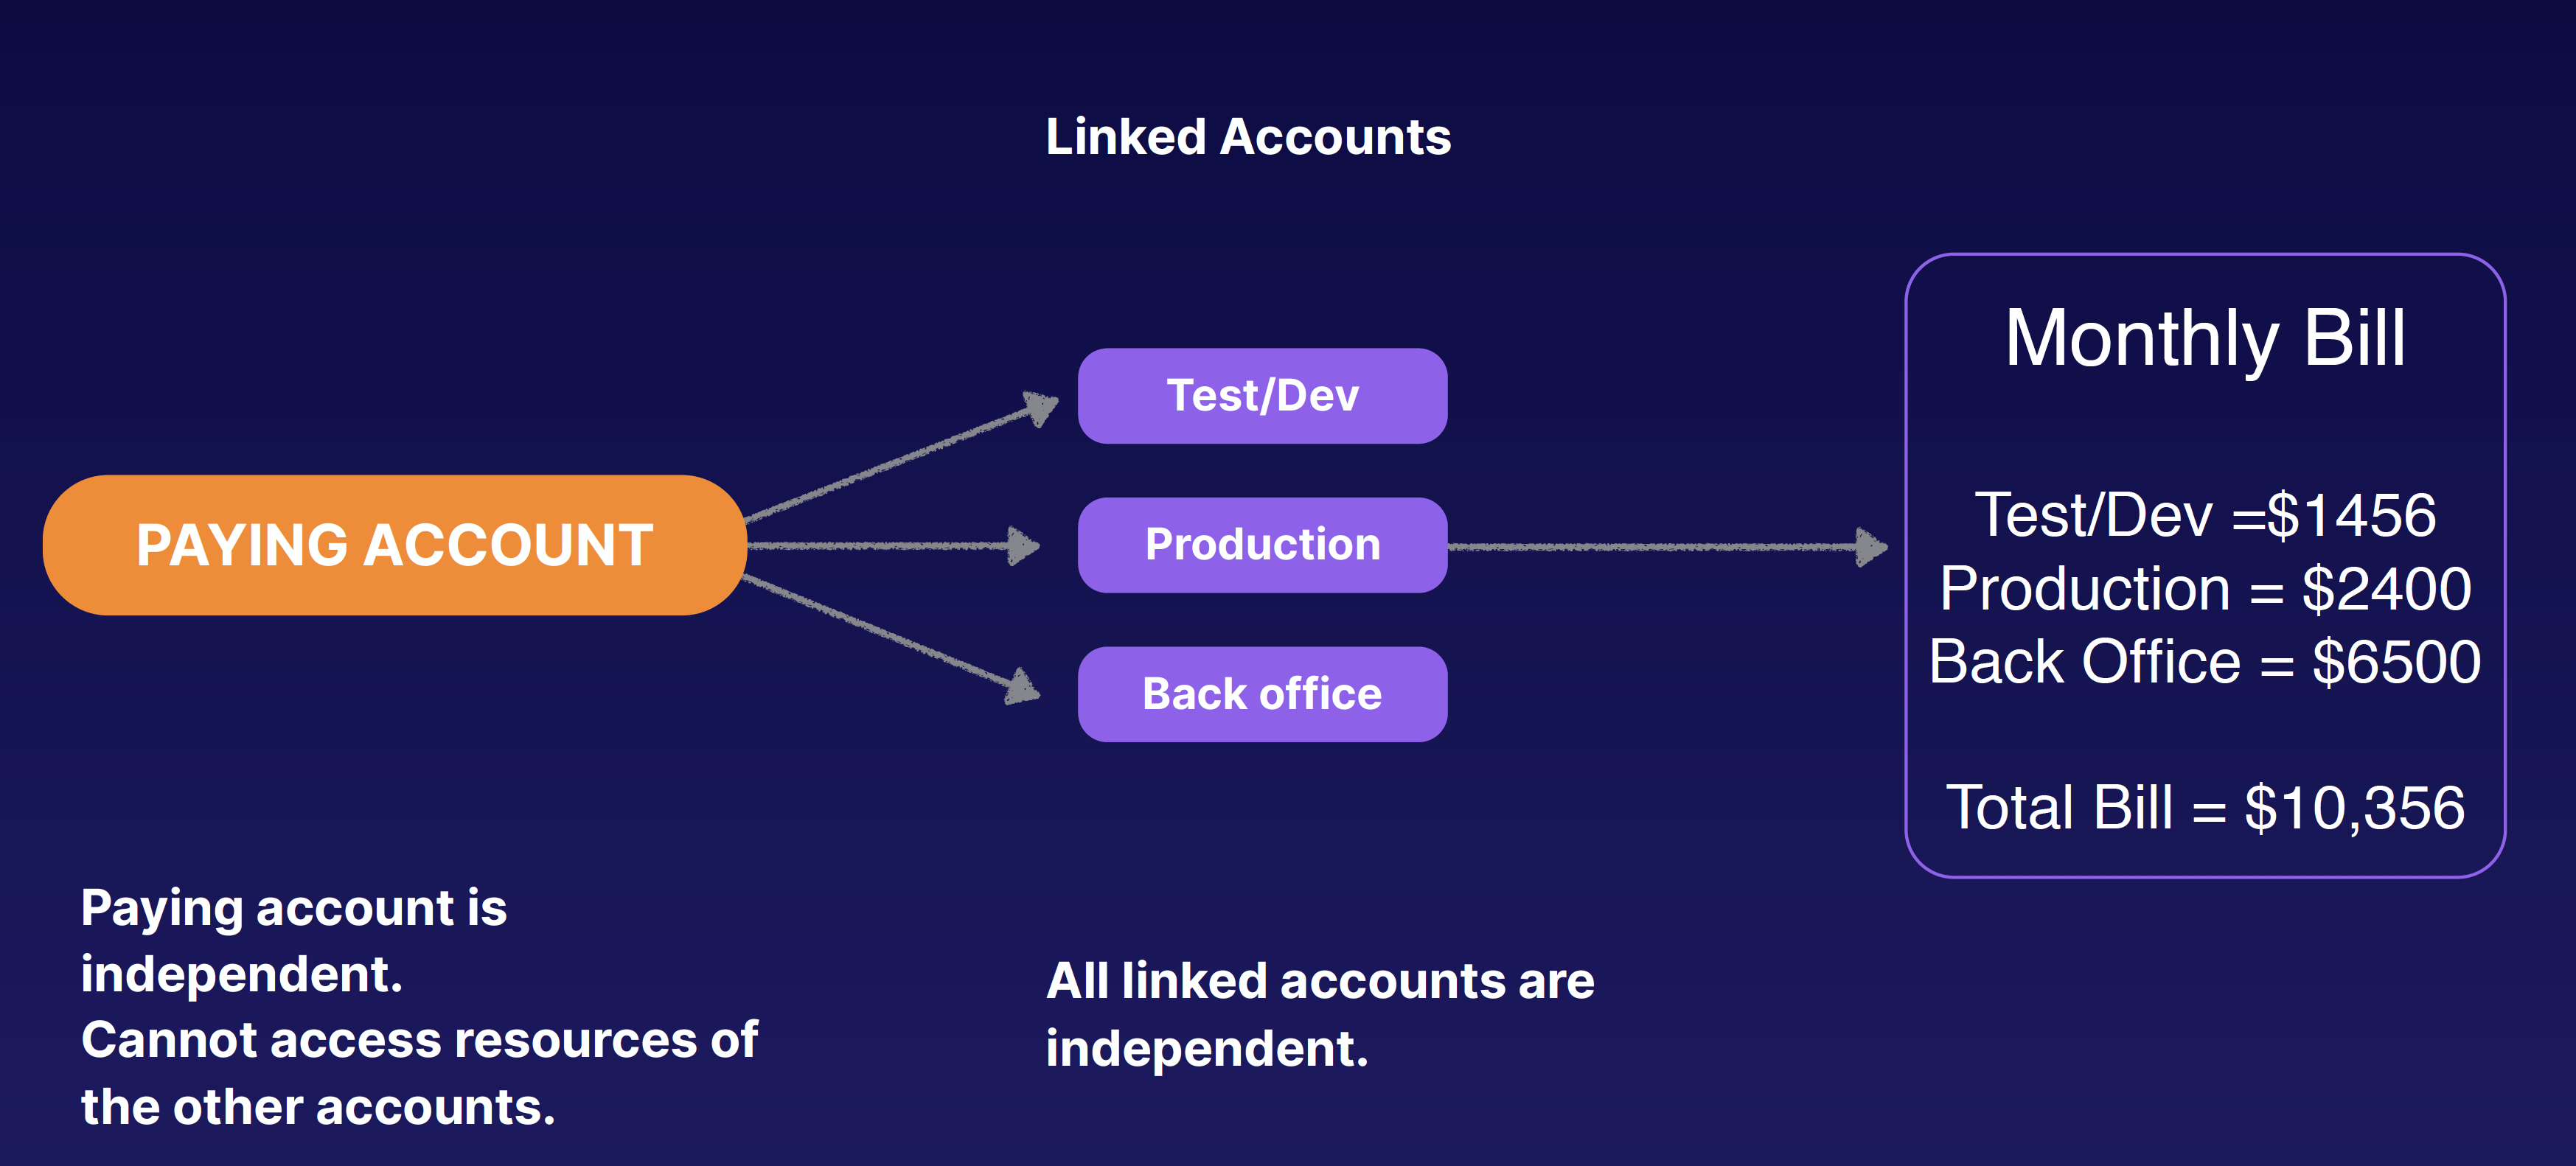 Linked Accounts
PAYING ACCOUNT
Test/Dev
Production
Back office
Monthly Bill
Test/Dev =$1456
Production = $2400
Back Office = $6500
Total Bill = $10,356
Paying account is
independent.
Cannot access resources of
the other accounts.
All linked accounts are
independent.